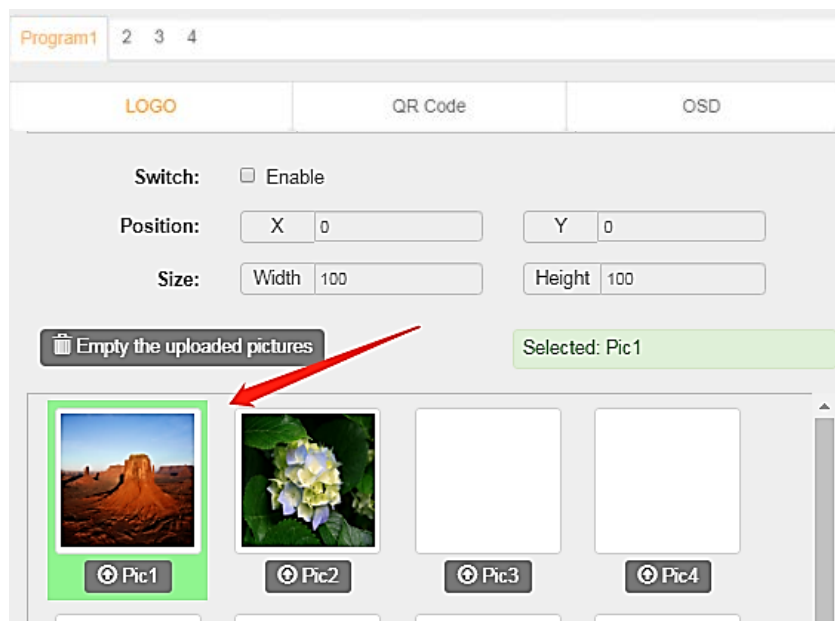 Program1 2 3 4
LOGO QR Code OSD
Switch: Enable
Position: X 0 Y 0
Size: Width 100 Height 100
Empty the uploaded pictures Selected: Pic1
Pic1 Pic2 Pic3 Pic4